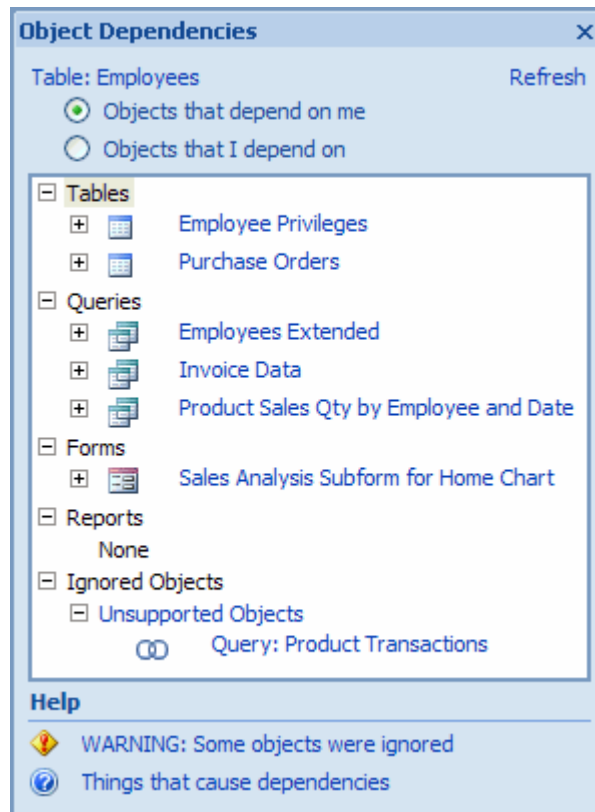 Object Dependencies
Table: Employees Refresh
Objects that depend on me
Objects that I depend on
Tables
Employee Privileges
Purchase Orders
Queries
Employees Extended
Invoice Data
Product Sales Qty by Employee and Date
Forms
Sales Analysis Subform for Home Chart
Reports
None
Ignored Objects
Unsupported Objects
Query: Product Transactions
Help
WARNING: Some objects were ignored
Things that cause dependencies